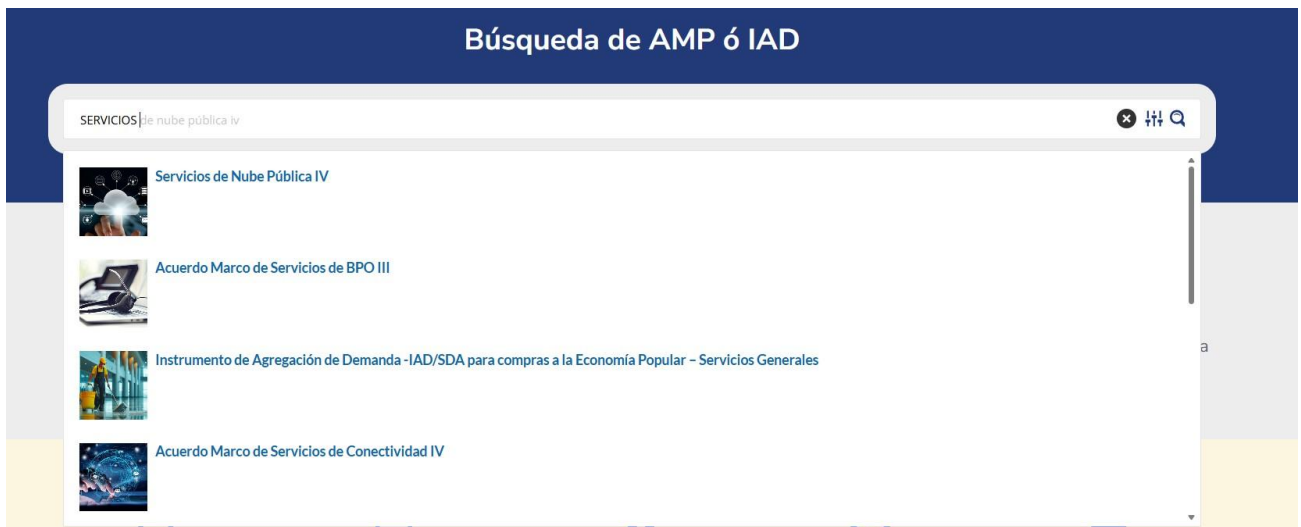 Búsqueda de AMP ó IAD
SERVICIOS de nube pública iv
Servicios de Nube Pública IV
Acuerdo Marco de Servicios de BPO III
Instrumento de Agregación de Demanda -IAD/SDA para compras a la Economía Popular – Servicios Generales
a
Acuerdo Marco de Servicios de Conectividad IV